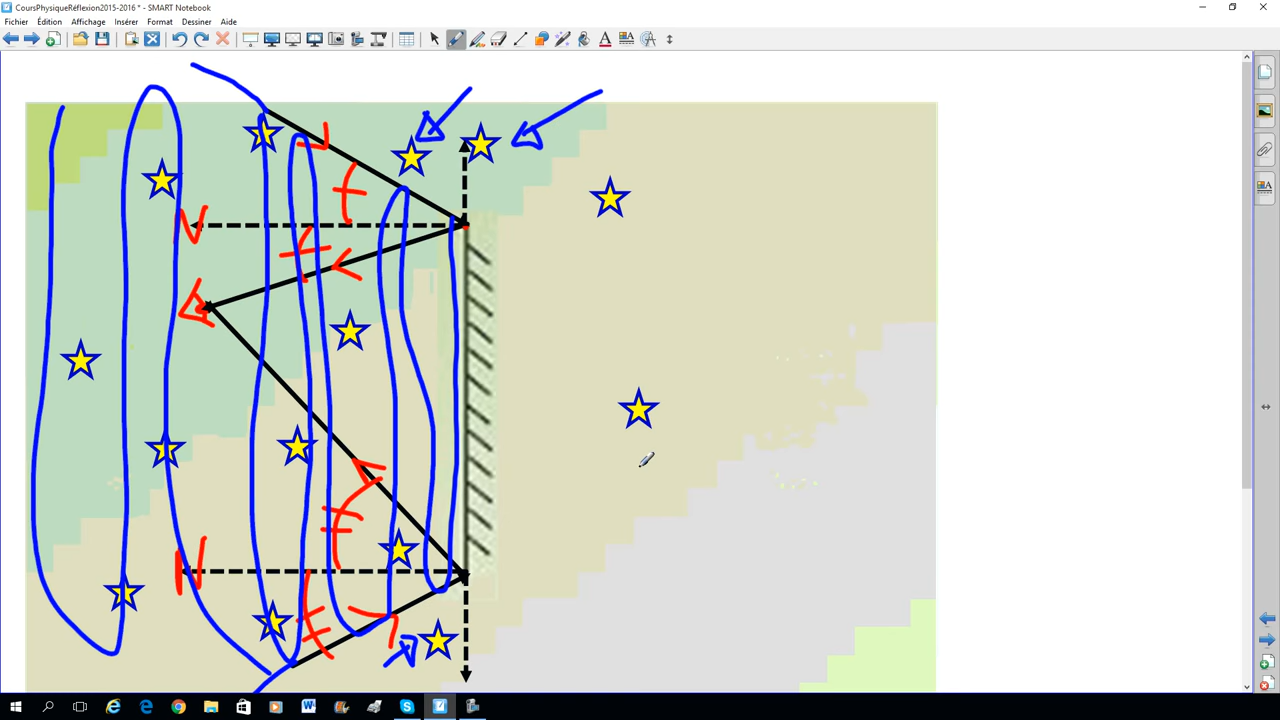 CoursPhysiqueRéflexion2015-2016 * - SMART Notebook
Fichier Édition Affichage Insérer Format Dessiner Aide
N
N